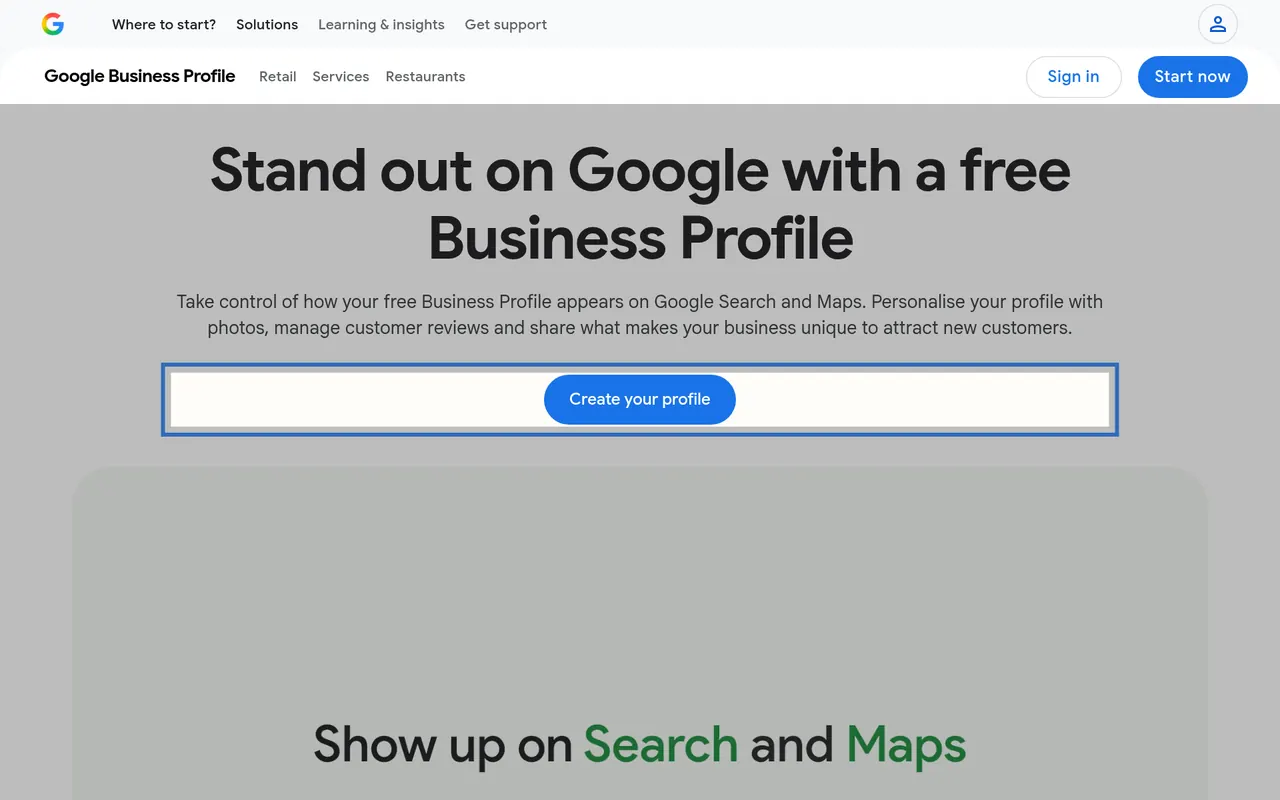 Where to start? Solutions Learning & insights Get support
Google Business Profile Retail Services Restaurants Sign in Start now
Stand out on Google with a free
Business Profile
Take control of how your free Business Profile appears on Google Search and Maps. Personalise your profile with
photos, manage customer reviews and share what makes your business unique to attract new customers.
Create your profile
Show up on Search and Maps